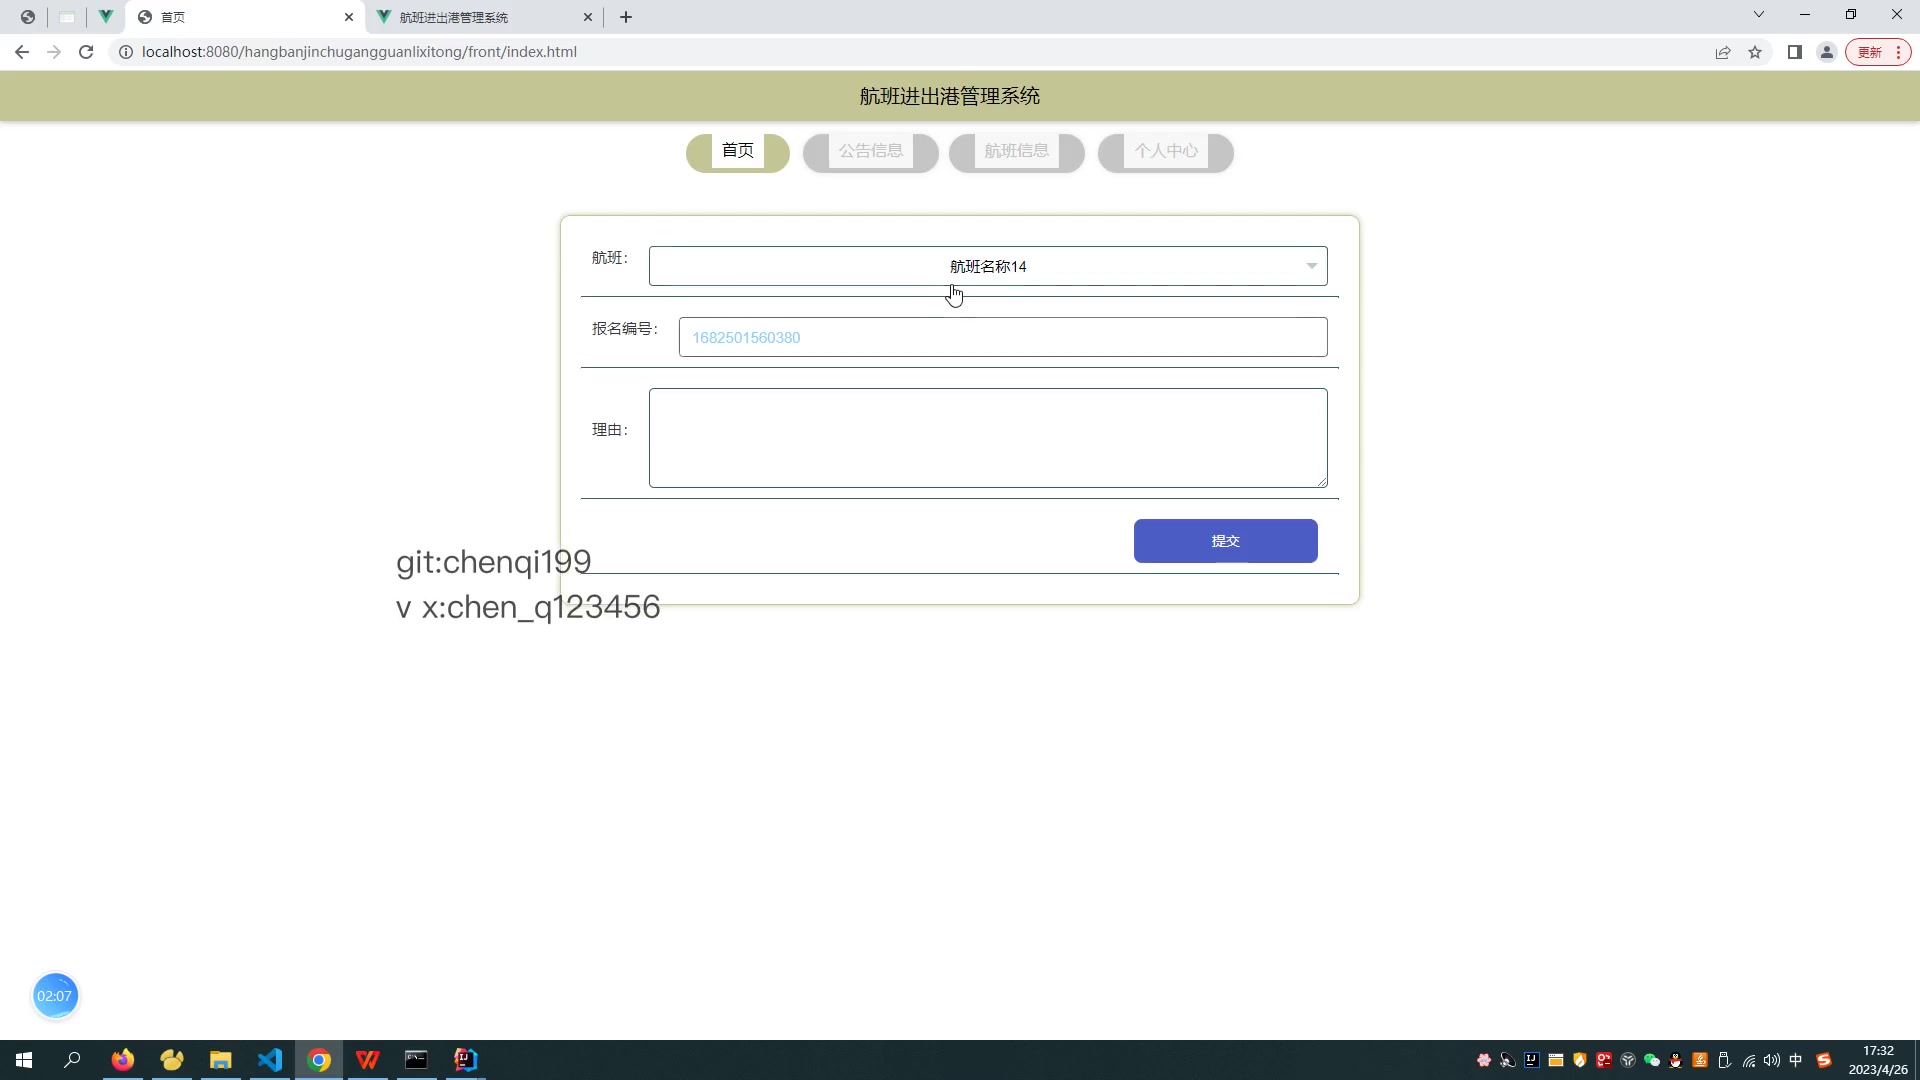 首页
航班进出港管理系统
localhost:8080/hangbanjinchugangguanlixitong/front/index.html
更新
航班进出港管理系统
首页
公告信息
航班信息
个人中心
航班：
航班名称14
报名编号：
1682501560380
理由：
提交
git:chenqi199
v x:chen_q123456
02:07
中
17:32
2023/4/26